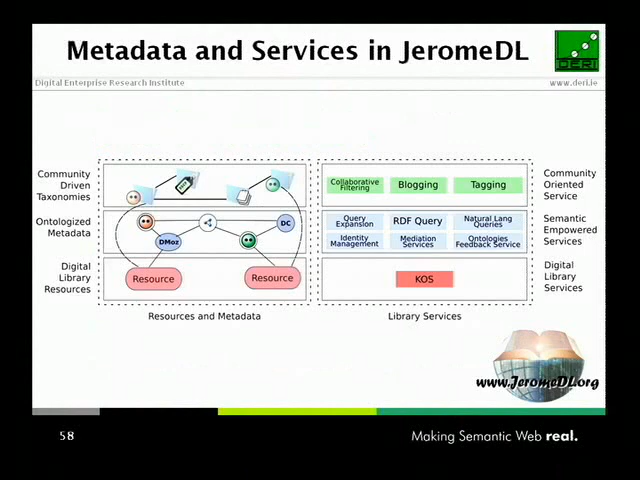 Metadata and Services in JeromeDL
DERI
Digital Enterprise Research Institute
www.deri.ie
Community
Driven
Taxonomies
Ontologized
Metadata
Digital
Library
Resources
DMoz
DC
Resource
Resource
Resources and Metadata
Collaborative
Filtering
Blogging
Tagging
Query
Expansion
RDF Query
Natural Lang
Queries
Identity
Management
Mediation
Services
Ontologies
Feedback Service
KOS
Library Services
Community
Oriented
Service
Semantic
Empowered
Services
Digital
Library
Services
www.JeromeDL.org
58
Making Semantic Web real.